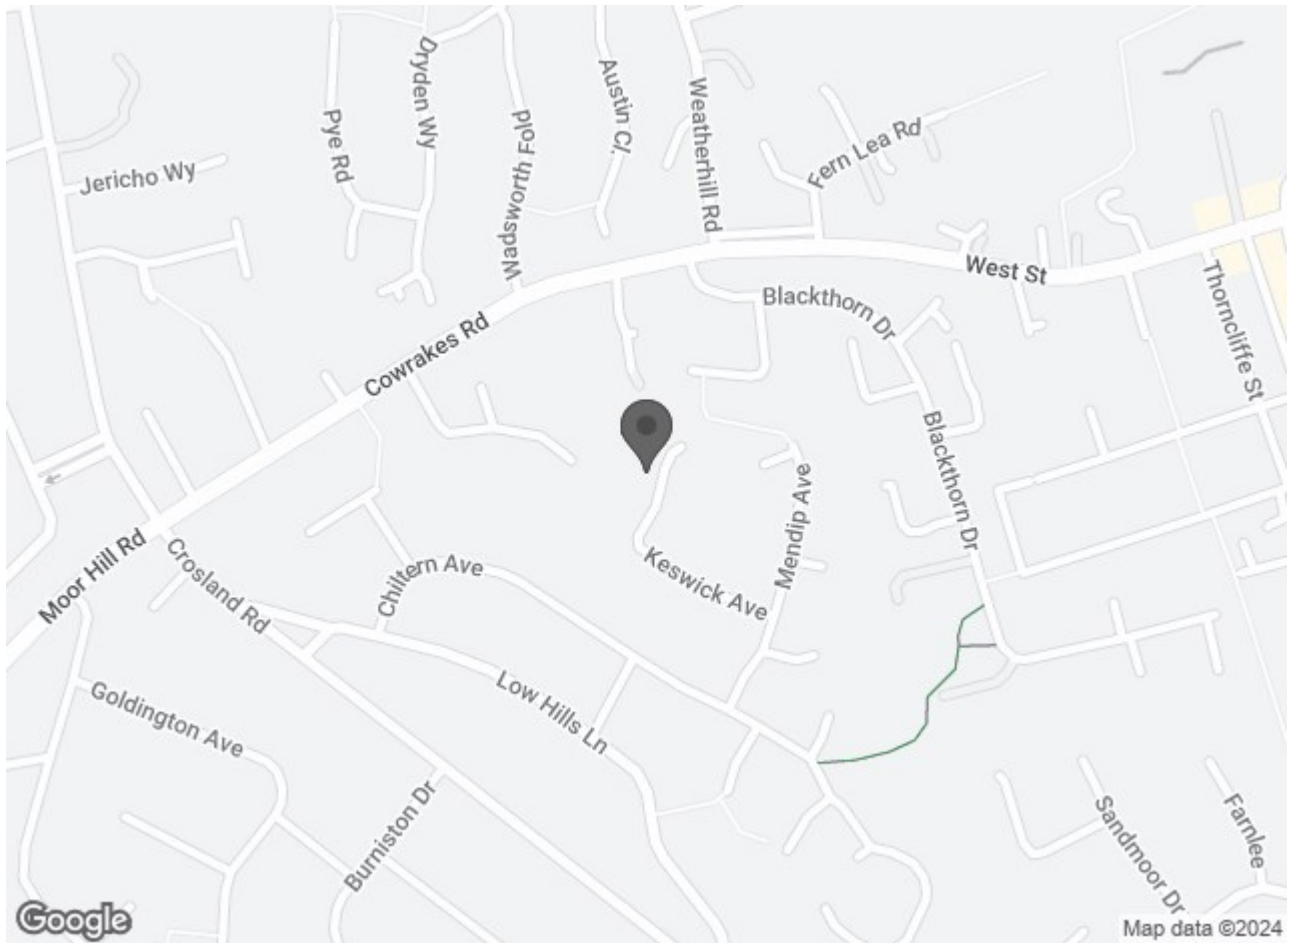 Dryden Wy
Pye Rd
Wapsworth Fold
Austin Cl.
Weatherhill Rd
Fern Lea Rd
Jericho Wy
West St
Thorncliffe St
Blackthorn Dr
Cowrakes Rd
Blackthorn Dr
Mendip Ave
Keswick Ave
Chiltern Ave
Moor Hill Rd
Crosland Rd
Low Hills Ln
Goldington Ave
Burniston Dr
Sandmoor Dr
Farnlee
Google
Map data ©2024